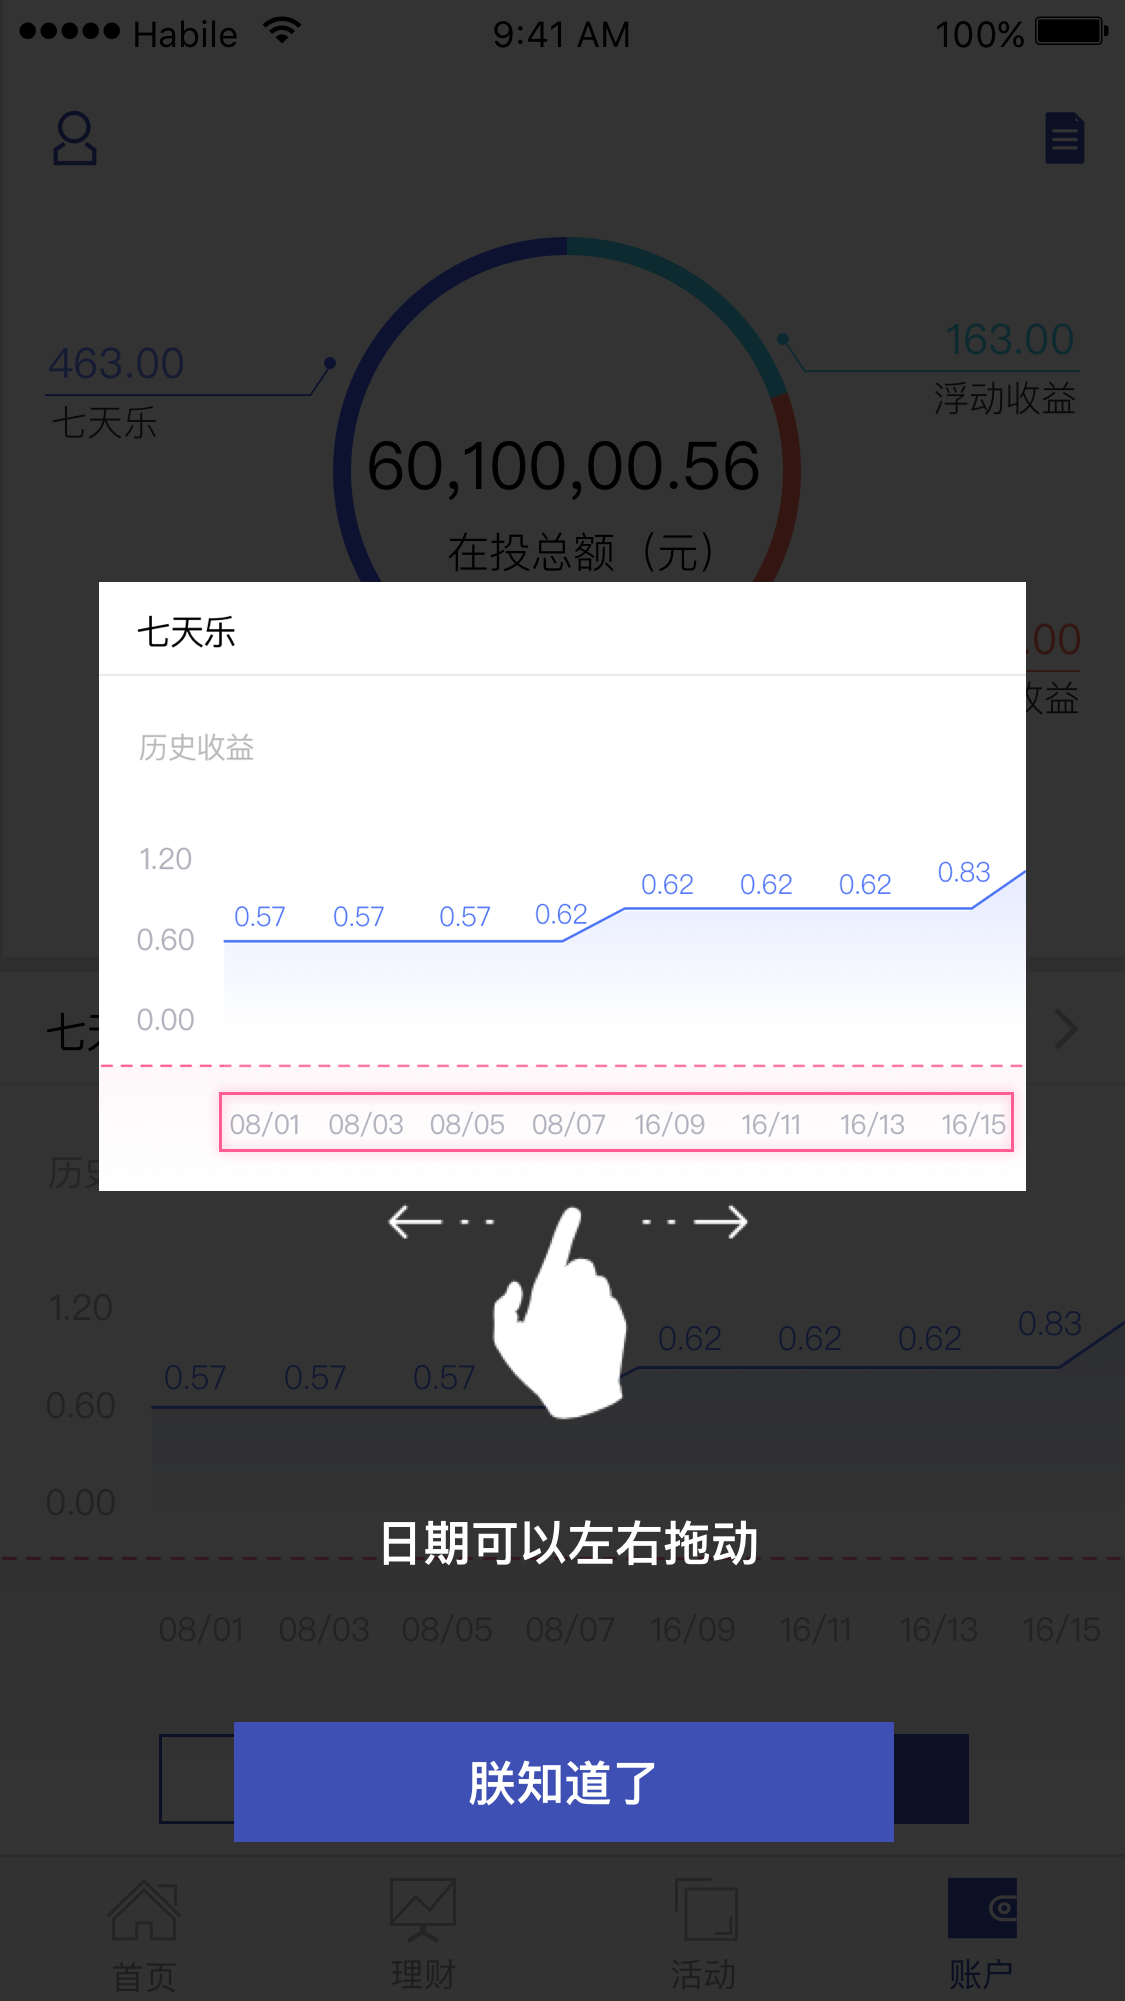 Habile 9:41 AM 100%
463.00
七天乐
163.00
浮动收益
60,100,00.56
在投总额（元）
.00
收益
七天乐
历史收益
1.20
0.60
0.00
0.57 0.57 0.57 0.62 0.62 0.62 0.62 0.83
08/01 08/03 08/05 08/07 16/09 16/11 16/13 16/15
七天
历史
1.20
0.60
0.00
0.57 0.57 0.57 0.62 0.62 0.62 0.83
日期可以左右拖动
08/01 08/03 08/05 08/07 16/09 16/11 16/13 16/15
朕知道了
首页 理财 活动 账户